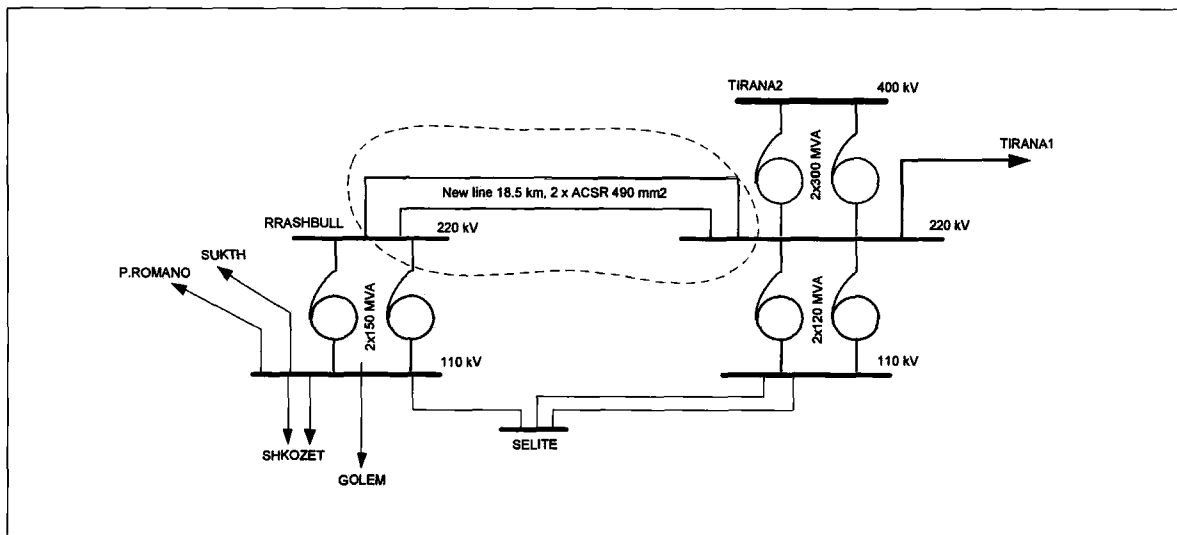 TIRANA2
400 kV
TIRANA1
2x300 MVA
New line 18.5 km, 2 x ACSR 490 mm2
RRASHBULL
220 kV
220 kV
SUKTH
P.ROMANO
2x150 MVA
2x120 MVA
110 kV
110 kV
SELITE
SHKOZET
GOLEM